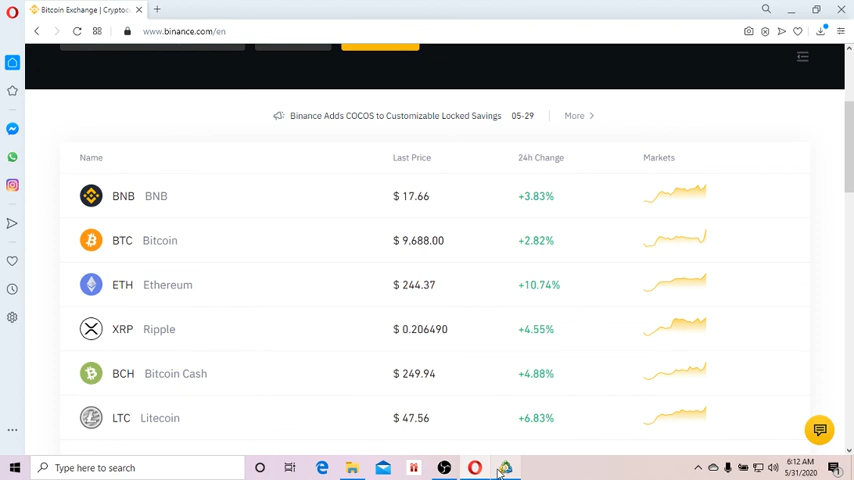 Bitcoin Exchange | Cryptoc
www.binance.com/en
Binance Adds COCOS to Customizable Locked Savings 05-29 More
Name Last Price 24h Change Markets
BNB BNB $ 17.66 +3.83%
BTC Bitcoin $ 9,688.00 +2.82%
ETH Ethereum $ 244.37 +10.74%
XRP Ripple $ 0.206490 +4.55%
BCH Bitcoin Cash $ 249.94 +4.88%
LTC Litecoin $ 47.56 +6.83%
Type here to search
6:12 AM
5/31/2020
1